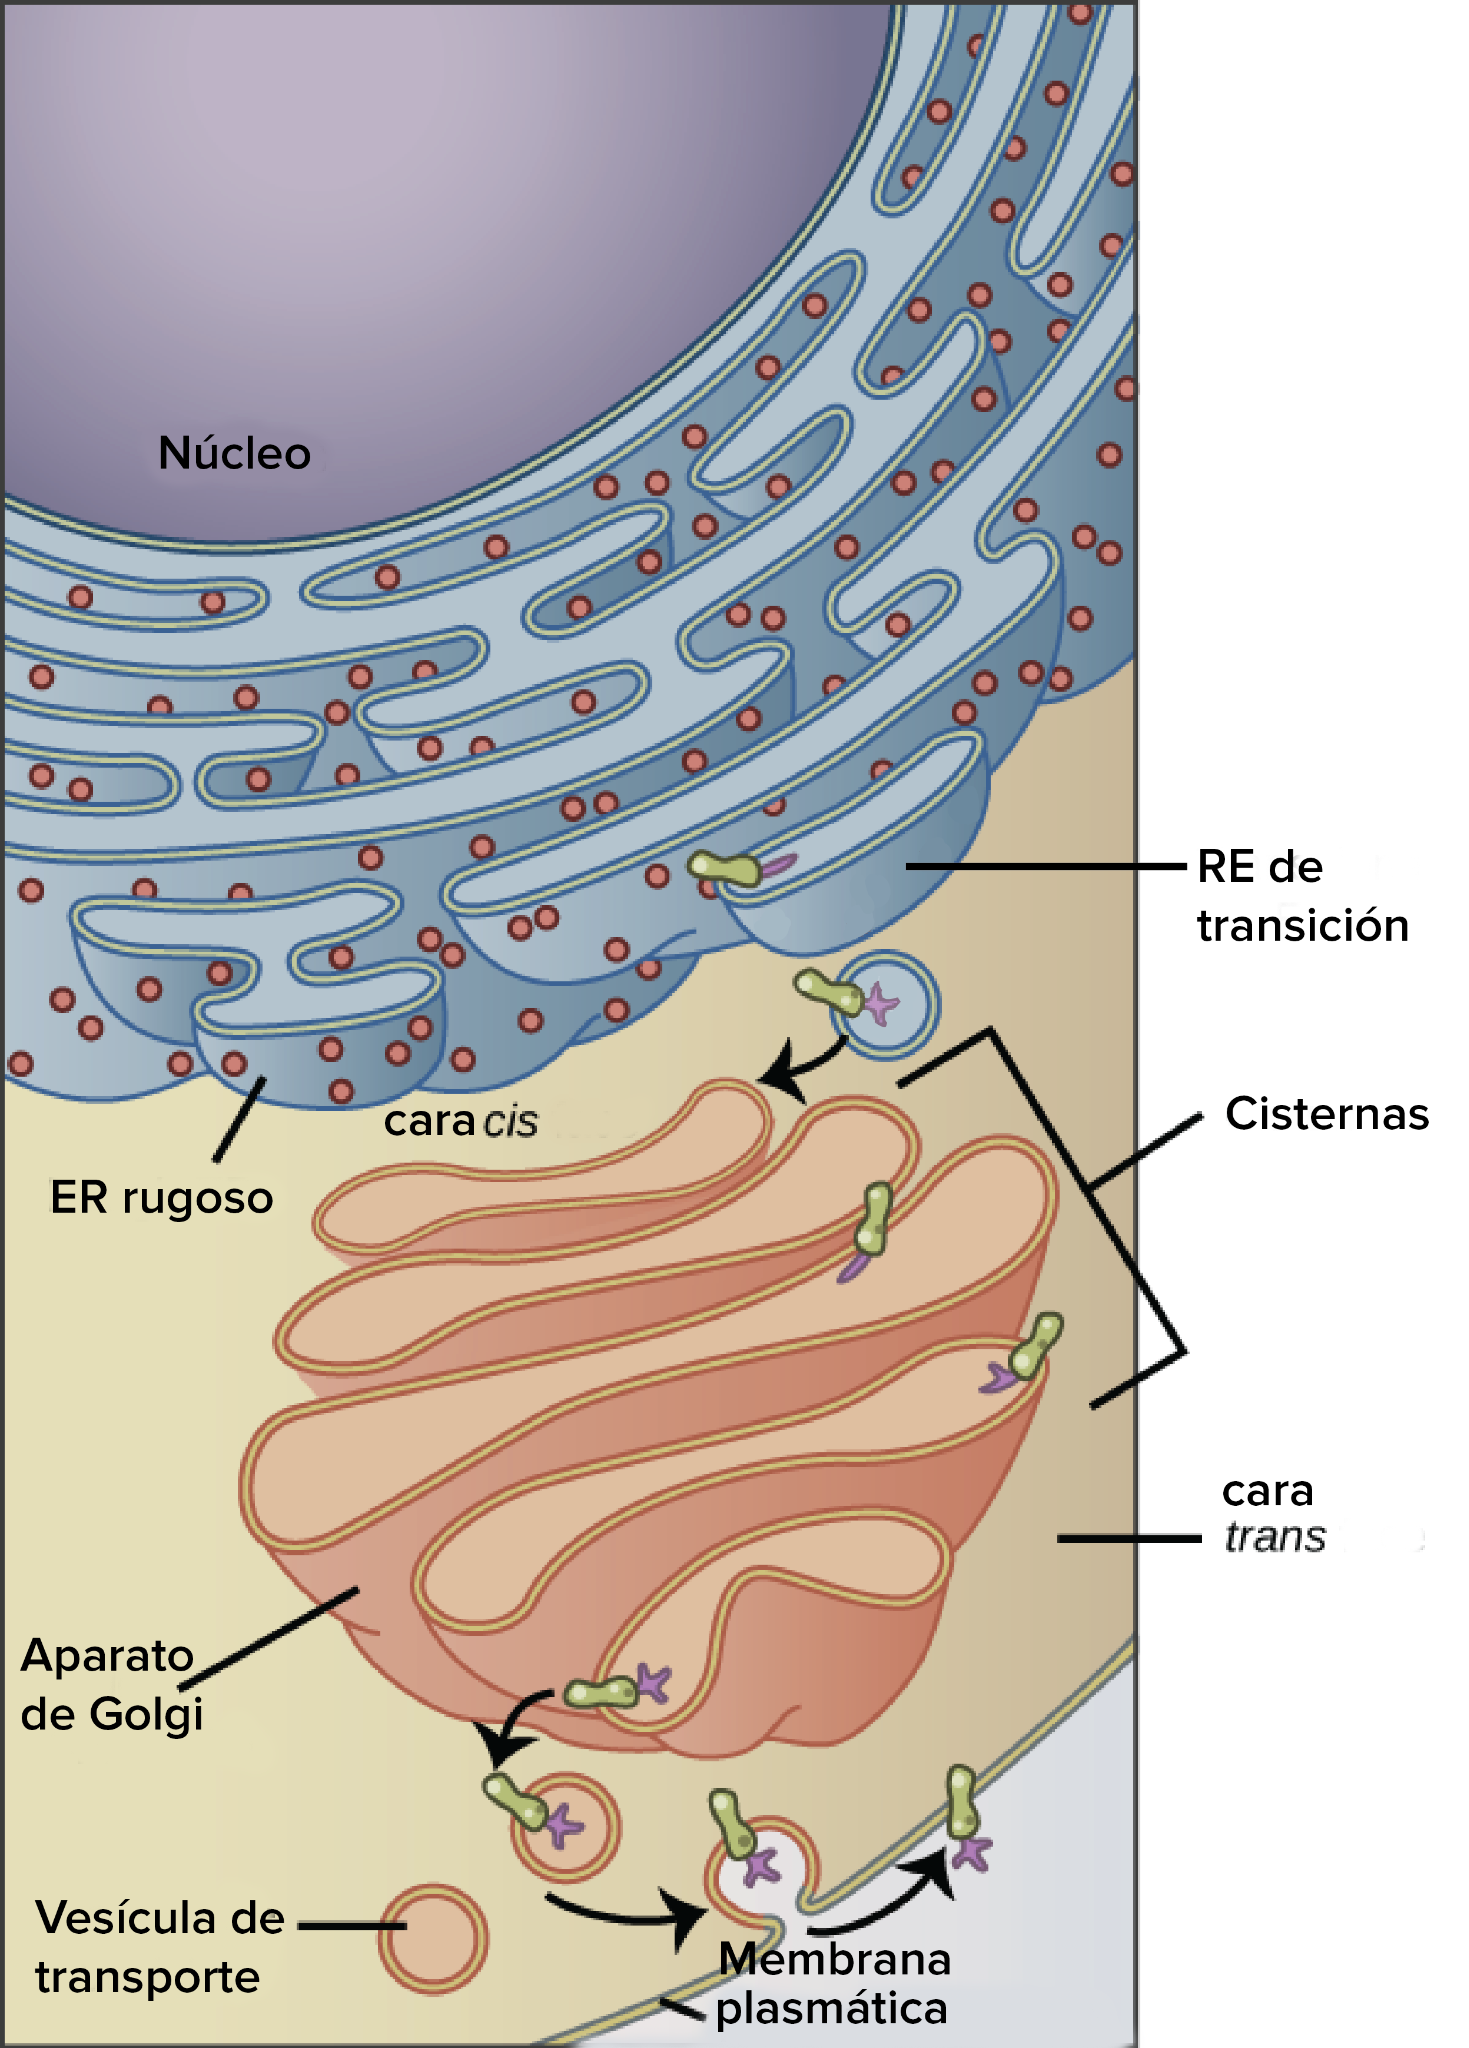 Núcleo
RE de
transición
cara cis
Cisternas
ER rugoso
cara
trans
Aparato
de Golgi
Vesícula de
transporte
Membrana
plasmática